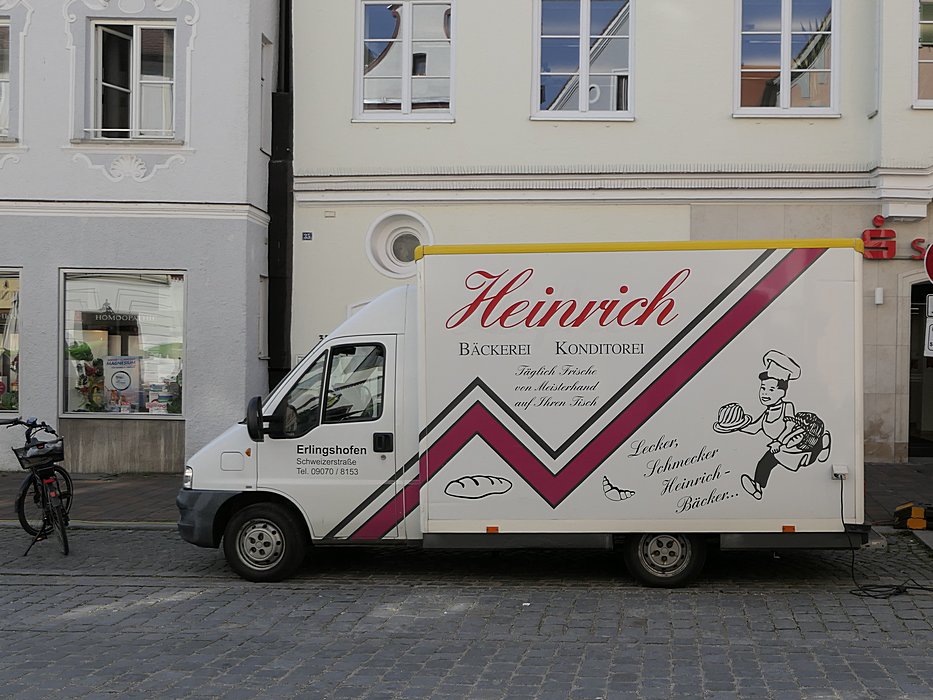 HOMÖOPATHIE
MAGNESIUM
Heinrich
BÄCKEREI KONDITOREI
Täglich Frische
von Meisterhand
auf Ihren Tisch
Erlingshofen
Schweizerstraße
Tel. 09070 / 8153
Lecker,
Schmecker
Heinrich-
Bäcker...
S